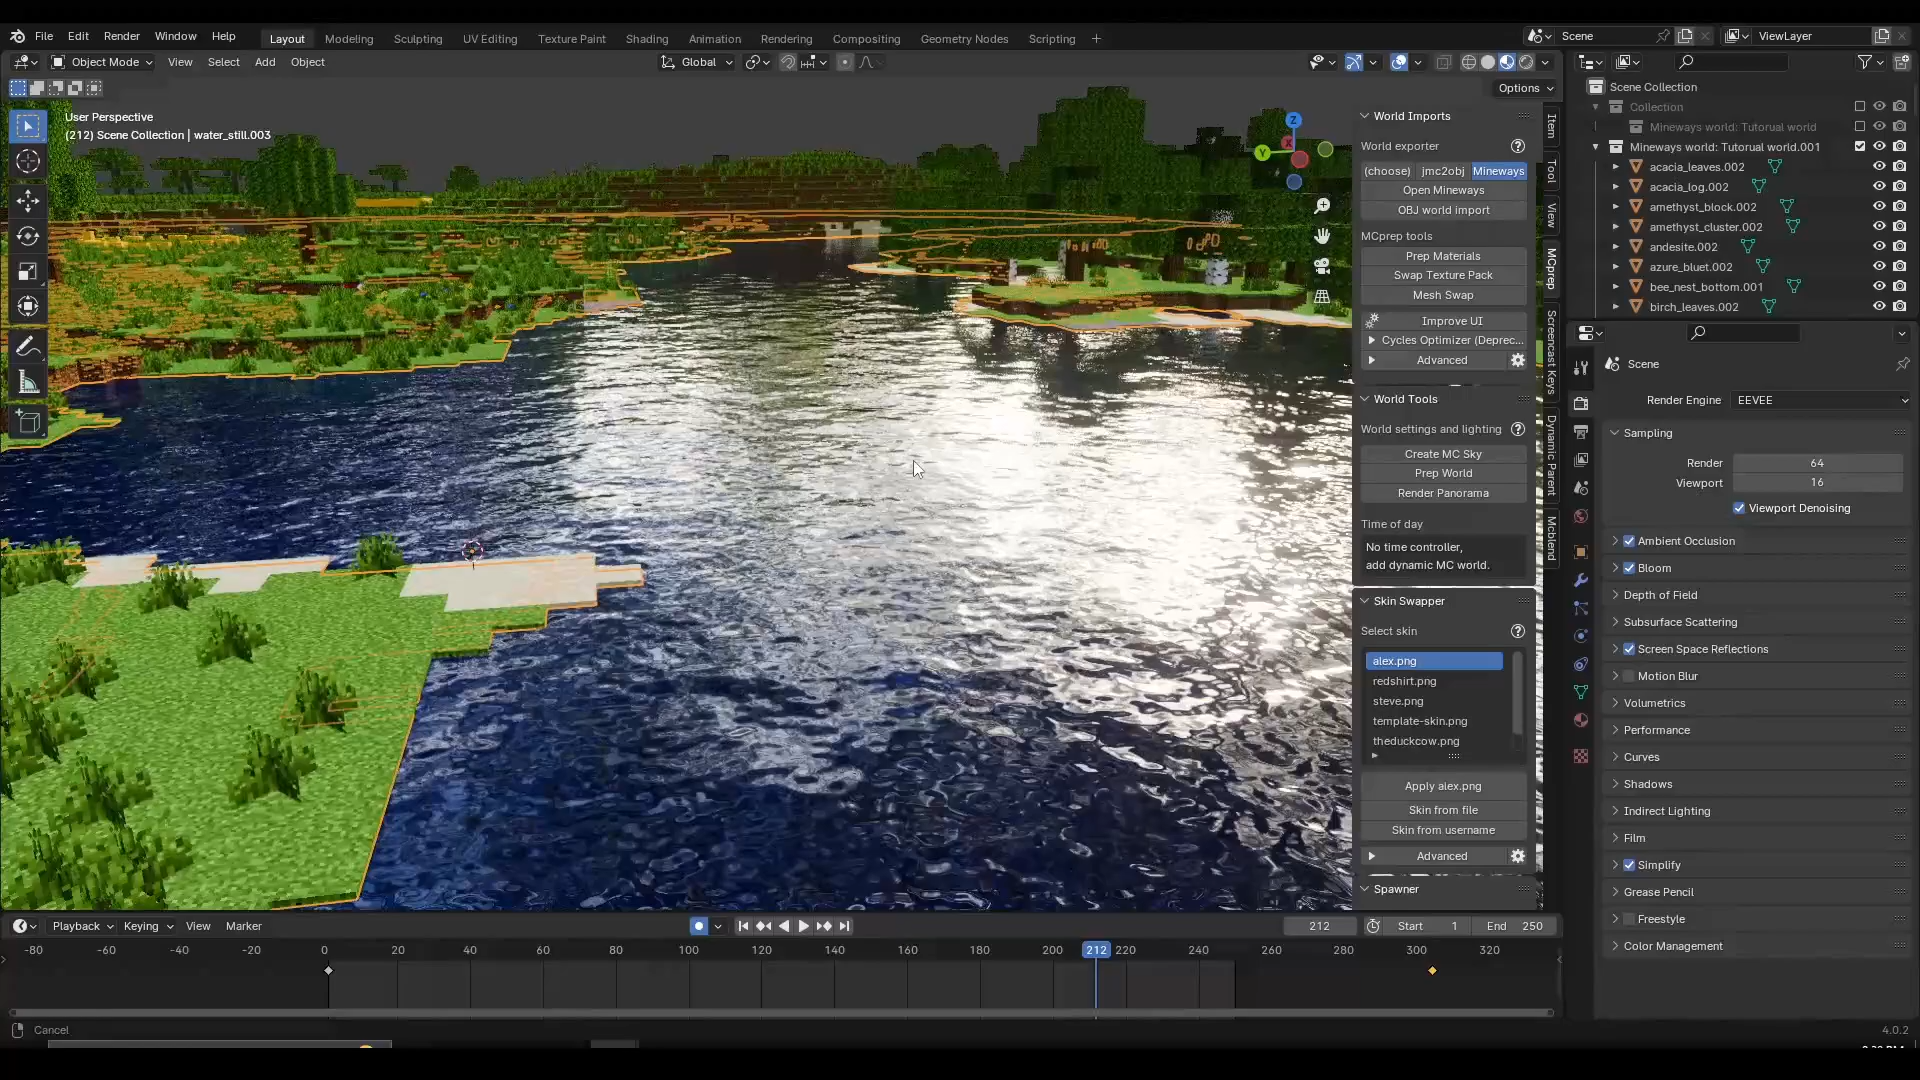 File Edit Render Window Help Layout Modeling Sculpting UV Editing Texture Paint Shading Animation Rendering Compositing Geometry Nodes Scripting + Scene ViewLayer
Object Mode View Select Add Object Global
Options
User Perspective
(212) Scene Collection | water_still.003
Z
X
Y
World Imports
World exporter ?
(choose) jmc2obj Mineways
Open Mineways
OBJ world import
MCprep tools
Prep Materials
Swap Texture Pack
Mesh Swap
Improve UI
Cycles Optimizer (Deprec...
Advanced
World Tools
World settings and lighting ?
Create MC Sky
Prep World
Render Panorama
Time of day
No time controller,
add dynamic MC world.
Skin Swapper
Select skin ?
alex.png
redshirt.png
steve.png
template-skin.png
theduckcow.png
Apply alex.png
Skin from file
Skin from username
Advanced
Spawner
Item
Tool
View
MCprep
Screencast Keys
Dynamic Parent
Mcblend
Scene Collection
Collection
Mineways world: Tutorual world
Mineways world: Tutorual world.001
acacia_leaves.002
acacia_log.002
amethyst_block.002
amethyst_cluster.002
andesite.002
azure_bluet.002
bee_nest_bottom.001
birch_leaves.002
Scene
Render Engine EEVEE
Sampling
Render 64
Viewport 16
Viewport Denoising
Ambient Occlusion
Bloom
Depth of Field
Subsurface Scattering
Screen Space Reflections
Motion Blur
Volumetrics
Performance
Curves
Shadows
Indirect Lighting
Film
Simplify
Grease Pencil
Freestyle
Color Management
Playback Keying View Marker 212 Start 1 End 250
-80 -60 -40 -20 0 20 40 60 80 100 120 140 160 180 200 212 220 240 260 280 300 320
Cancel 4.0.2